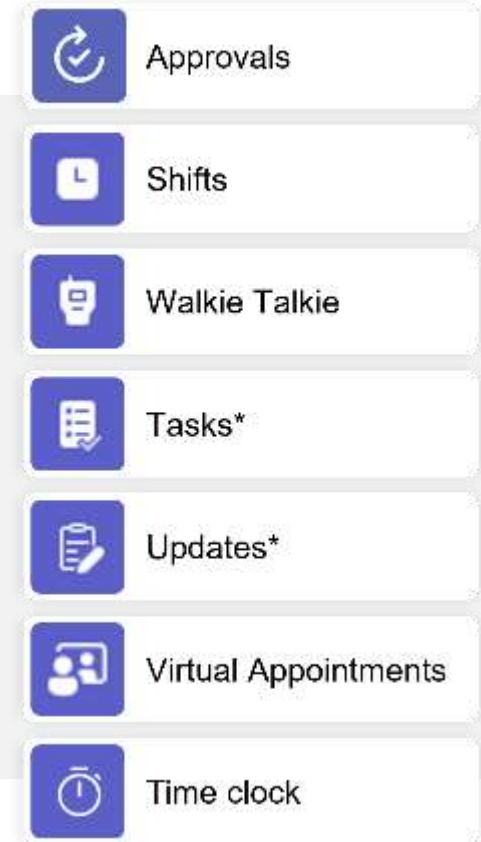 Approvals
Shifts
Walkie Talkie
Tasks*
Updates*
Virtual Appointments
Time clock